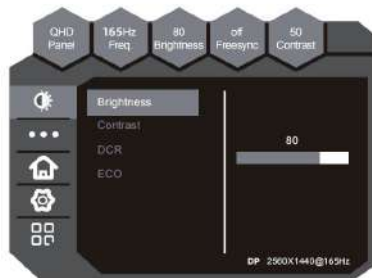 QHD
Panel
165Hz
Freq.
80
Brightness
off
Freesync
50
Contrast
Brightness
Contrast
DCR
ECO
80
DP 2560X1440@165Hz